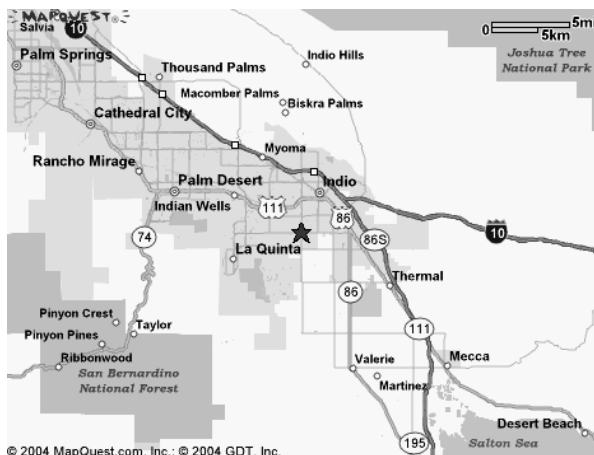 MAPQUEST
Salvia
10
5m
5km
Joshua Tree
National Park
Palm Springs
Thousand Palms
Indio Hills
Macomber Palms
Biskra Palms
Cathedral City
Myoma
Rancho Mirage
Palm Desert
Indio
Indian Wells
111
86
74
La Quinta
86S
10
86
Thermal
Pinyon Crest
Taylor
111
Pinyon Pines
Ribbonwood
Valerie
Mecca
San Bernardino
National Forest
Martinez
Desert Beach
195
Salton Sea
© 2004 MapQuest.com, Inc.; © 2004 GDT, Inc.